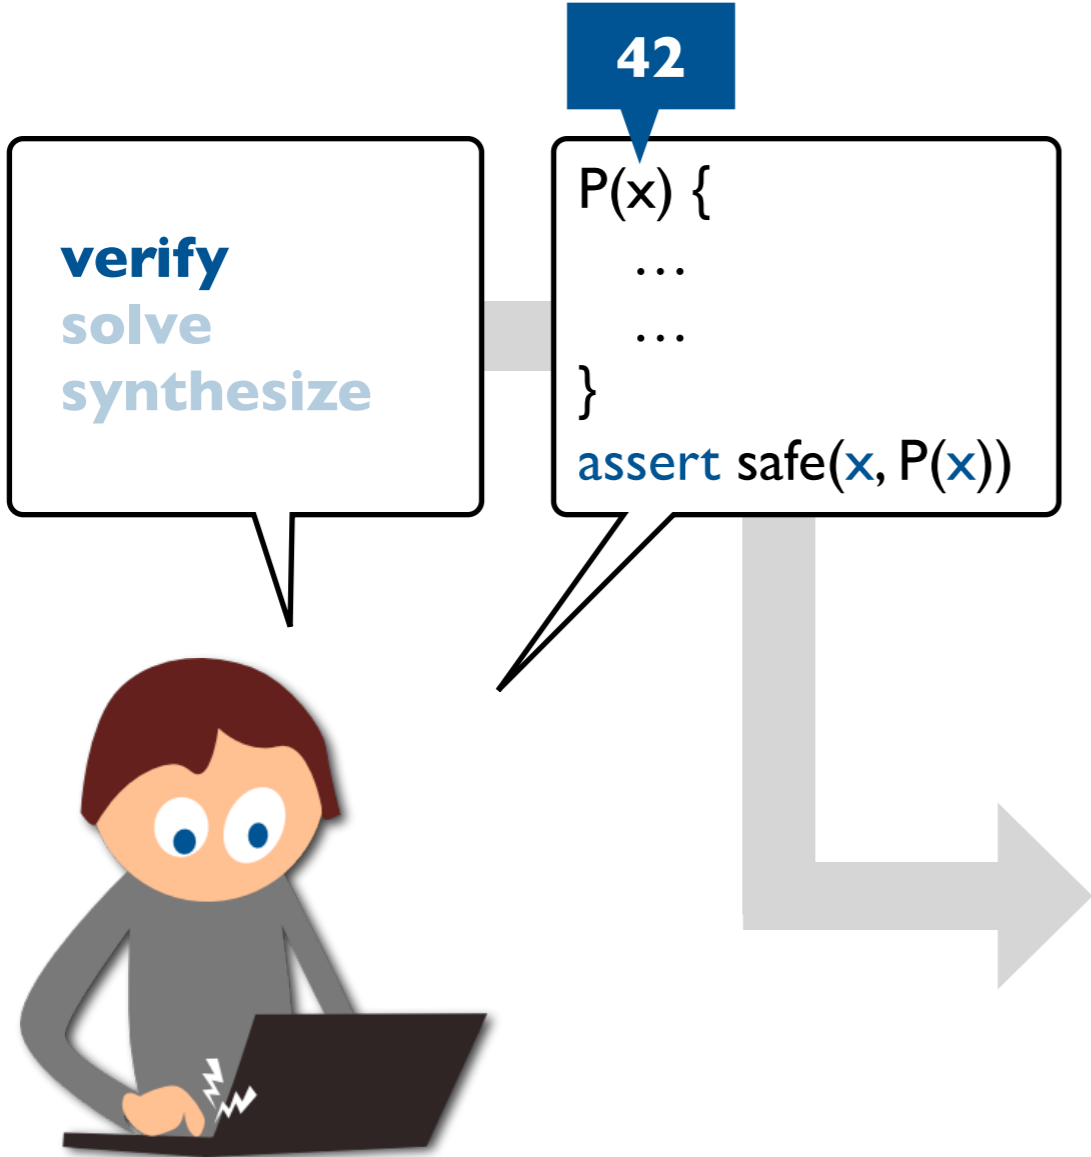 42
verify
solve
synthesize
P(x) {
…
…
}
assert safe(x, P(x))